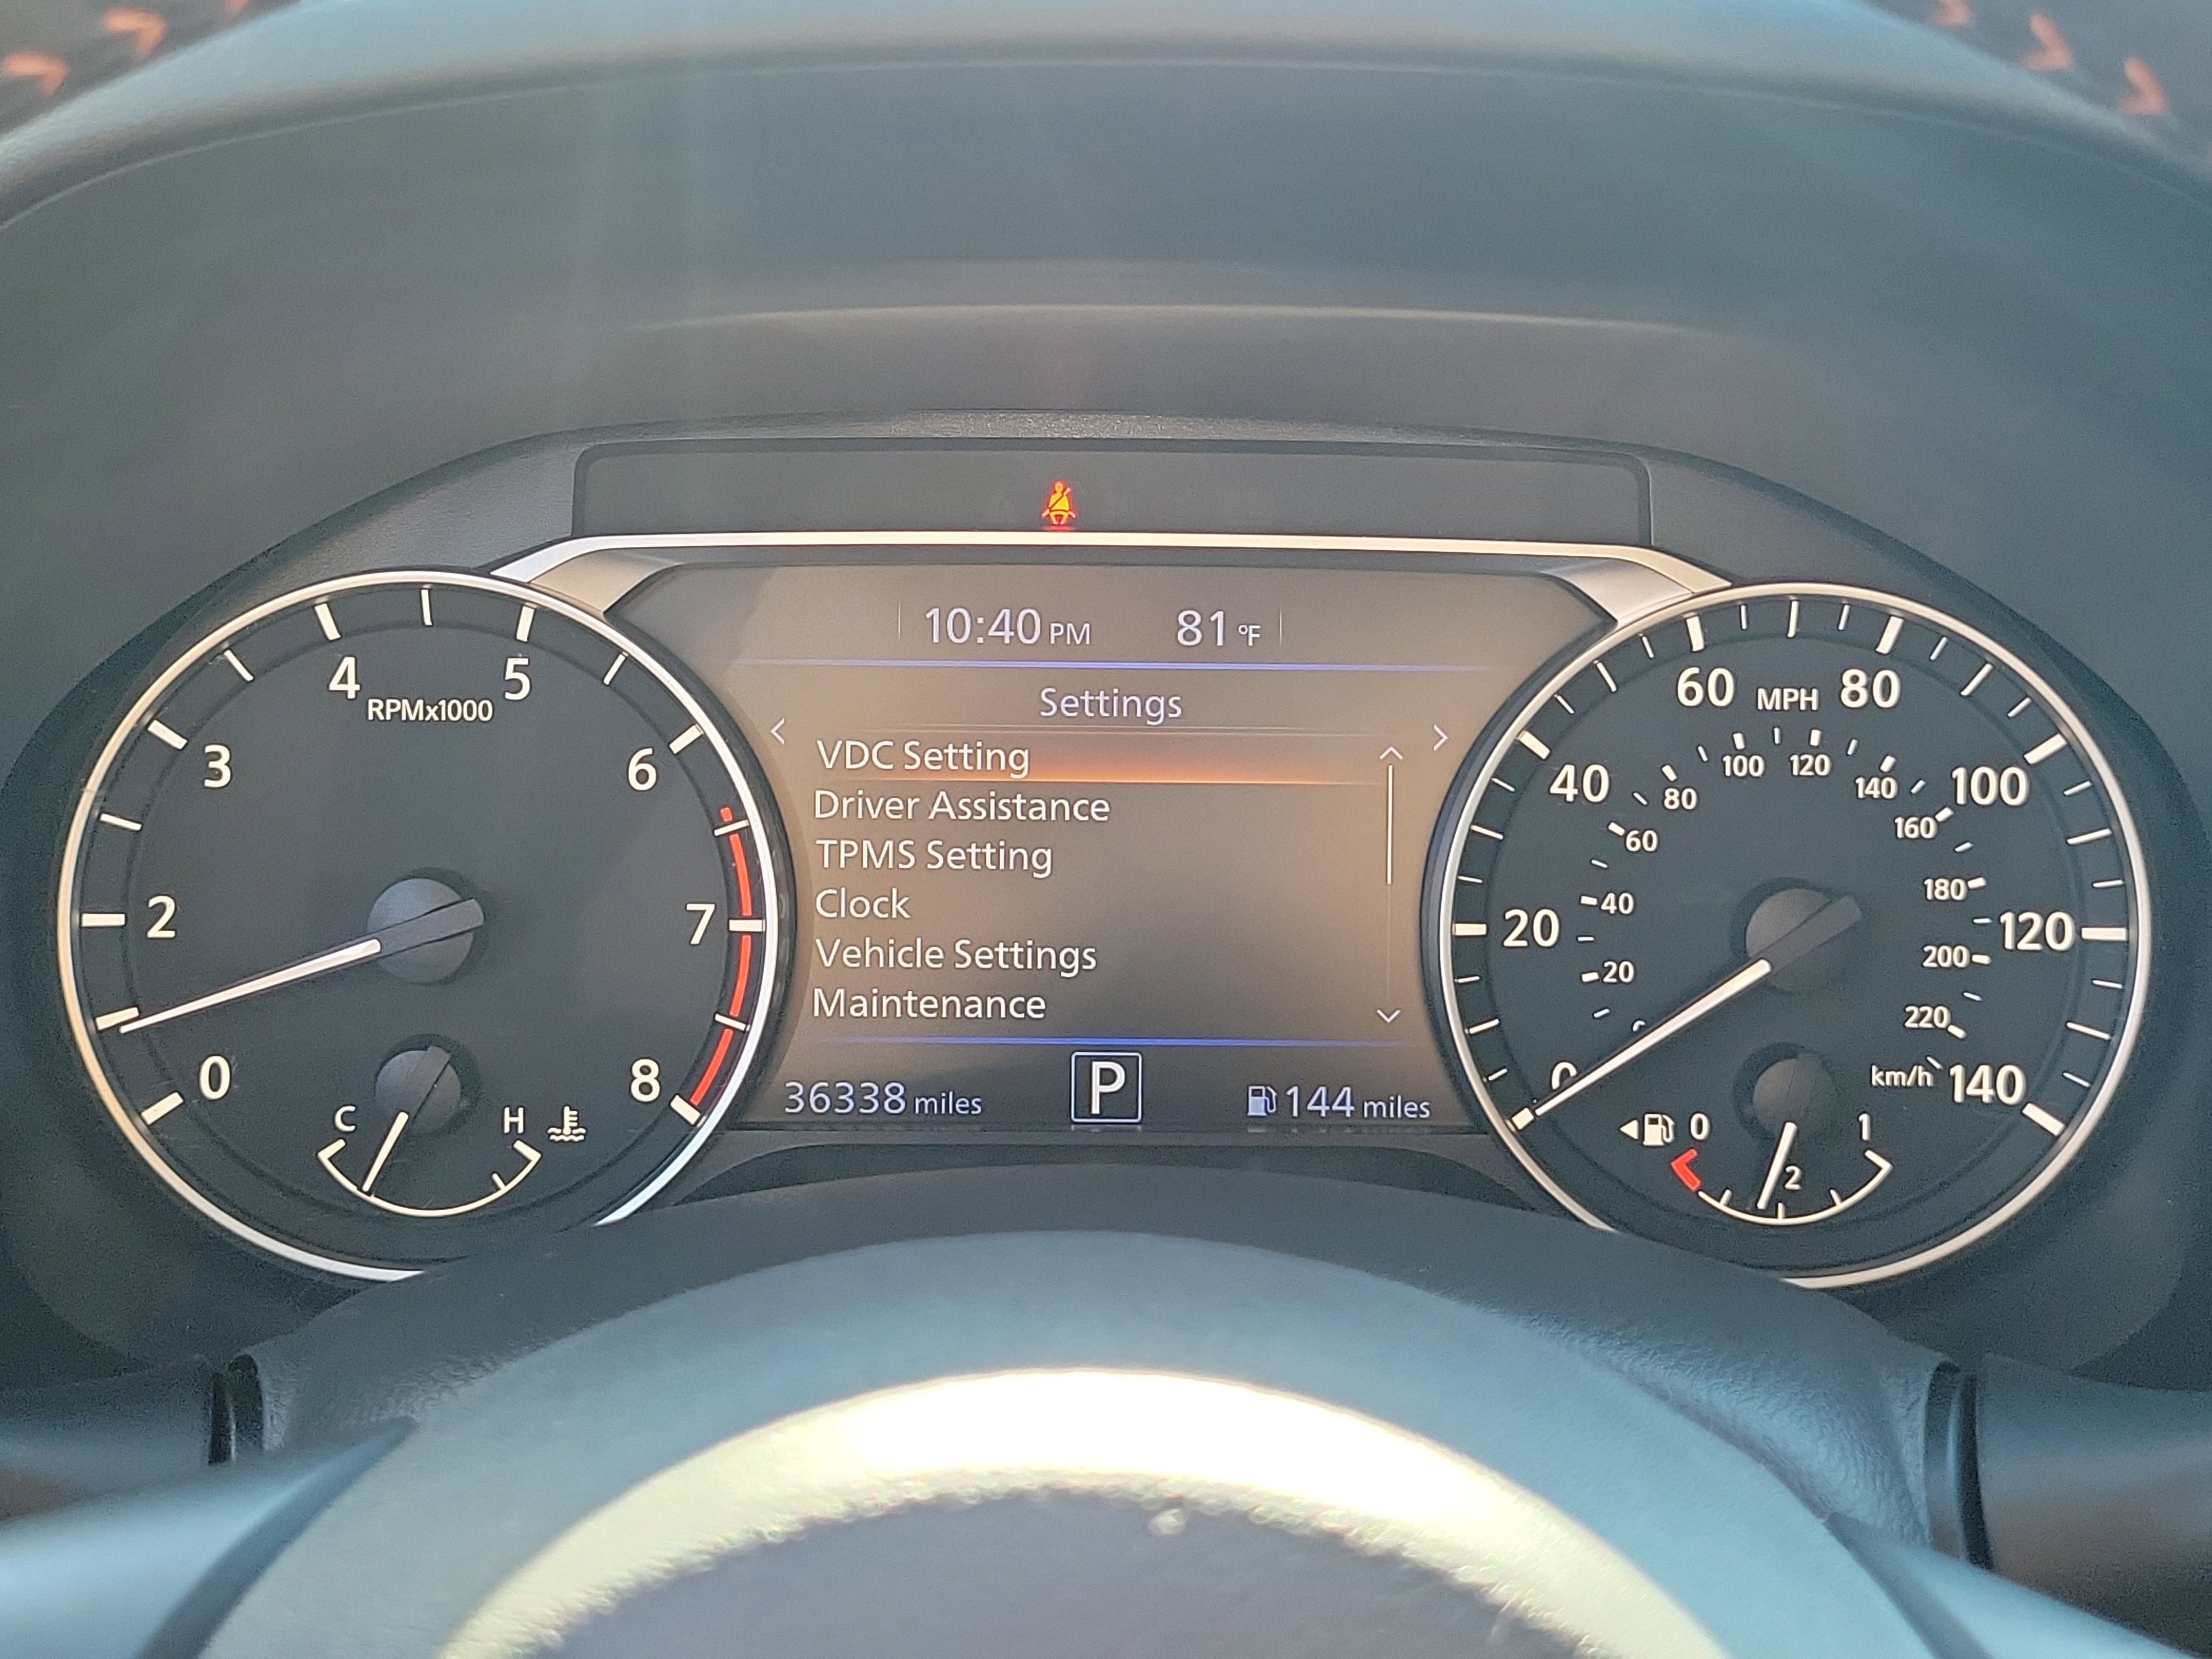 10:40 PM 81 °F
Settings
VDC Setting
Driver Assistance
TPMS Setting
Clock
Vehicle Settings
Maintenance
36338 miles P 144 miles
0 2 3 4 5 6 7 8
RPMx1000
C H
0 20 40 60 80 100 120 140
MPH
20 40 60 80 100 120 140 160 180 200 220
km/h
0 2 1